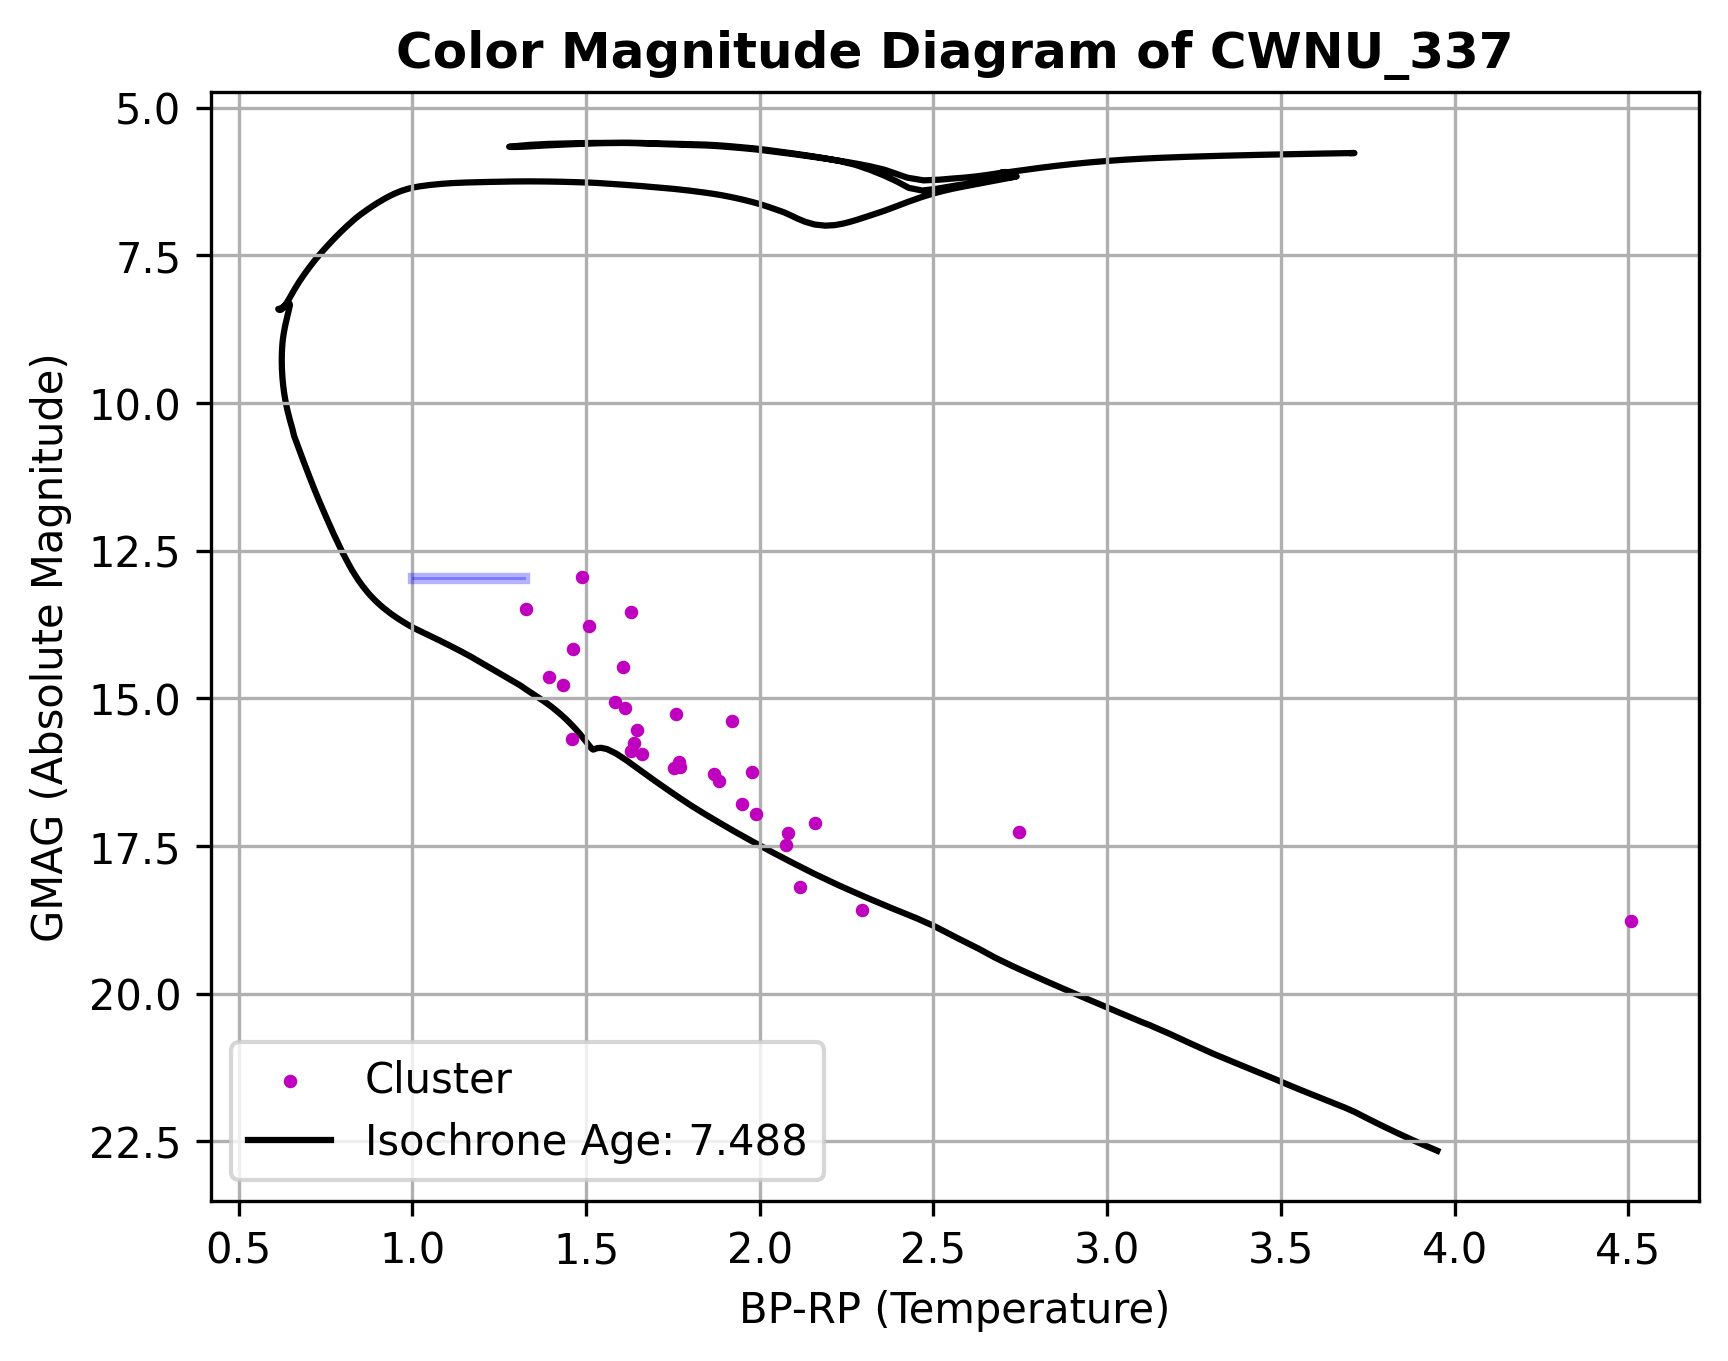 Color Magnitude Diagram of CWNU_337
GMAG (Absolute Magnitude)
5.0
7.5
10.0
12.5
15.0
17.5
20.0
22.5
Cluster
Isochrone Age: 7.488
0.5 1.0 1.5 2.0 2.5 3.0 3.5 4.0 4.5
BP-RP (Temperature)